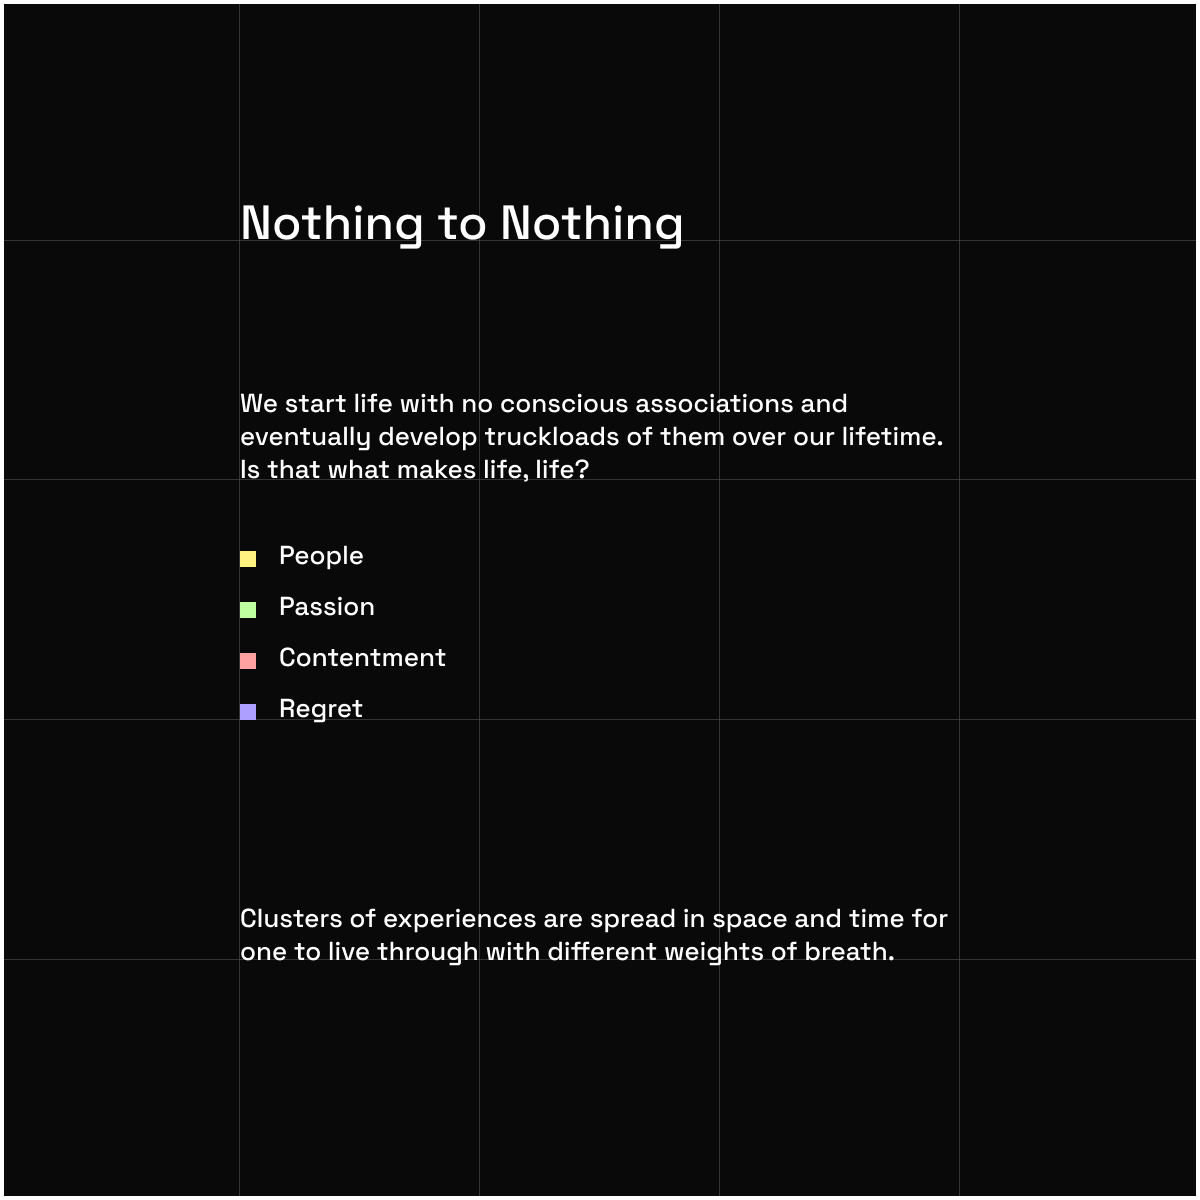 Nothing to Nothing
We start life with no conscious associations and
eventually develop truckloads of them over our lifetime.
Is that what makes life, life?
People
Passion
Contentment
Regret
Clusters of experiences are spread in space and time for
one to live through with different weights of breath.